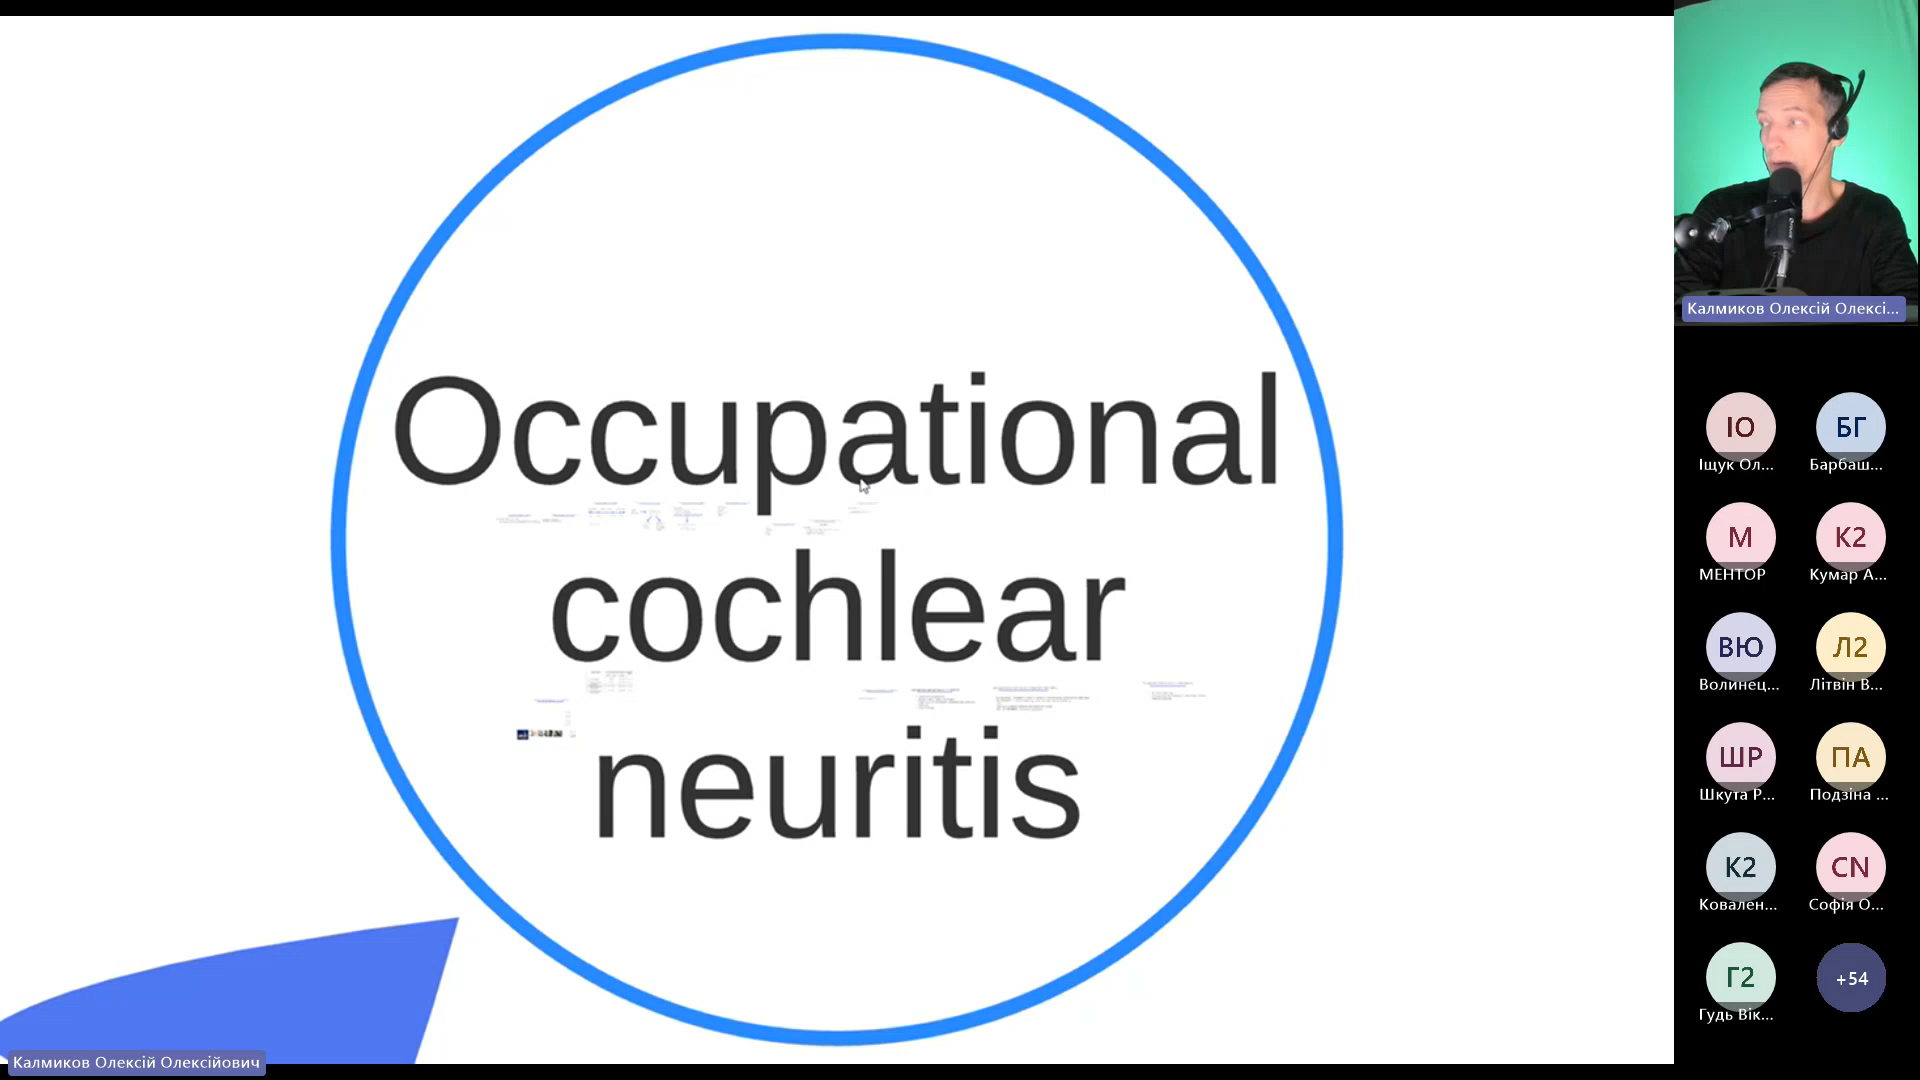 Occupational
cochlear
neuritis
Калмиков Олексій Олексійович
Калмиков Олексій Олексі...
ІО
Іщук Ол...
БГ
Барбаш...
М
МЕНТОР
К2
Кумар А...
ВЮ
Волинец...
Л2
Літвін В...
ШР
Шкута Р...
ПА
Подзіна ...
К2
Ковален...
CN
Софія О...
Г2
Гудь Вік...
+54